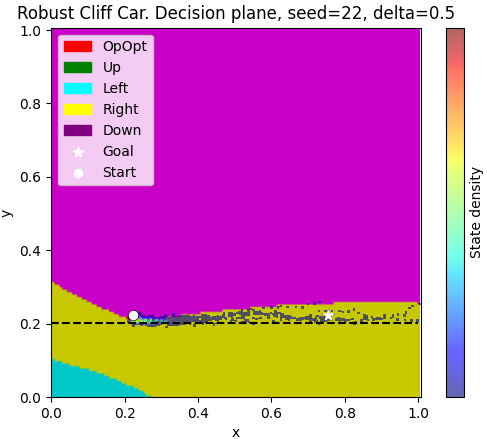 Robust Cliff Car. Decision plane, seed=22, delta=0.5
OpOpt
Up
Left
Right
Down
Goal
Start
1.0
0.8
0.6
0.4
0.2
0.0
y
0.0 0.2 0.4 0.6 0.8 1.0
x
State density